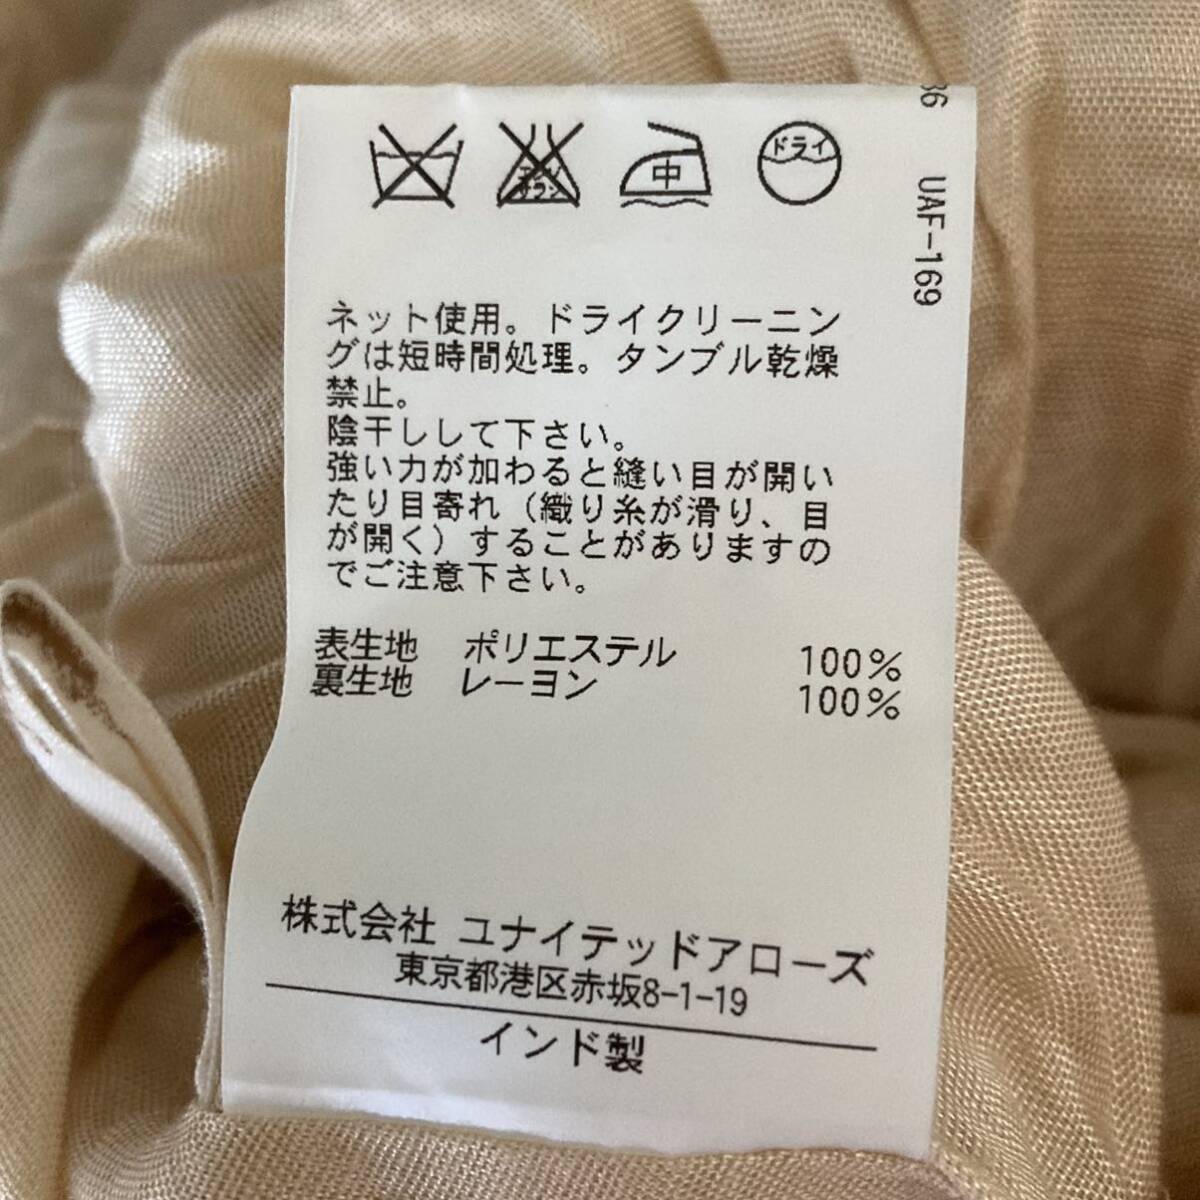 中
ドライ
ネット使用。ドライクリーニン
グは短時間処理。タンブル乾燥
禁止。
陰干しして下さい。
強い力が加わると縫い目が開い
たり目寄れ（織り糸が滑り、目
が開く）することがありますの
でご注意下さい。
表生地 ポリエステル 100%
裏生地 レーヨン 100%
株式会社 ユナイテッドアローズ
東京都港区赤坂8-1-19
インド製
36 UAF-169